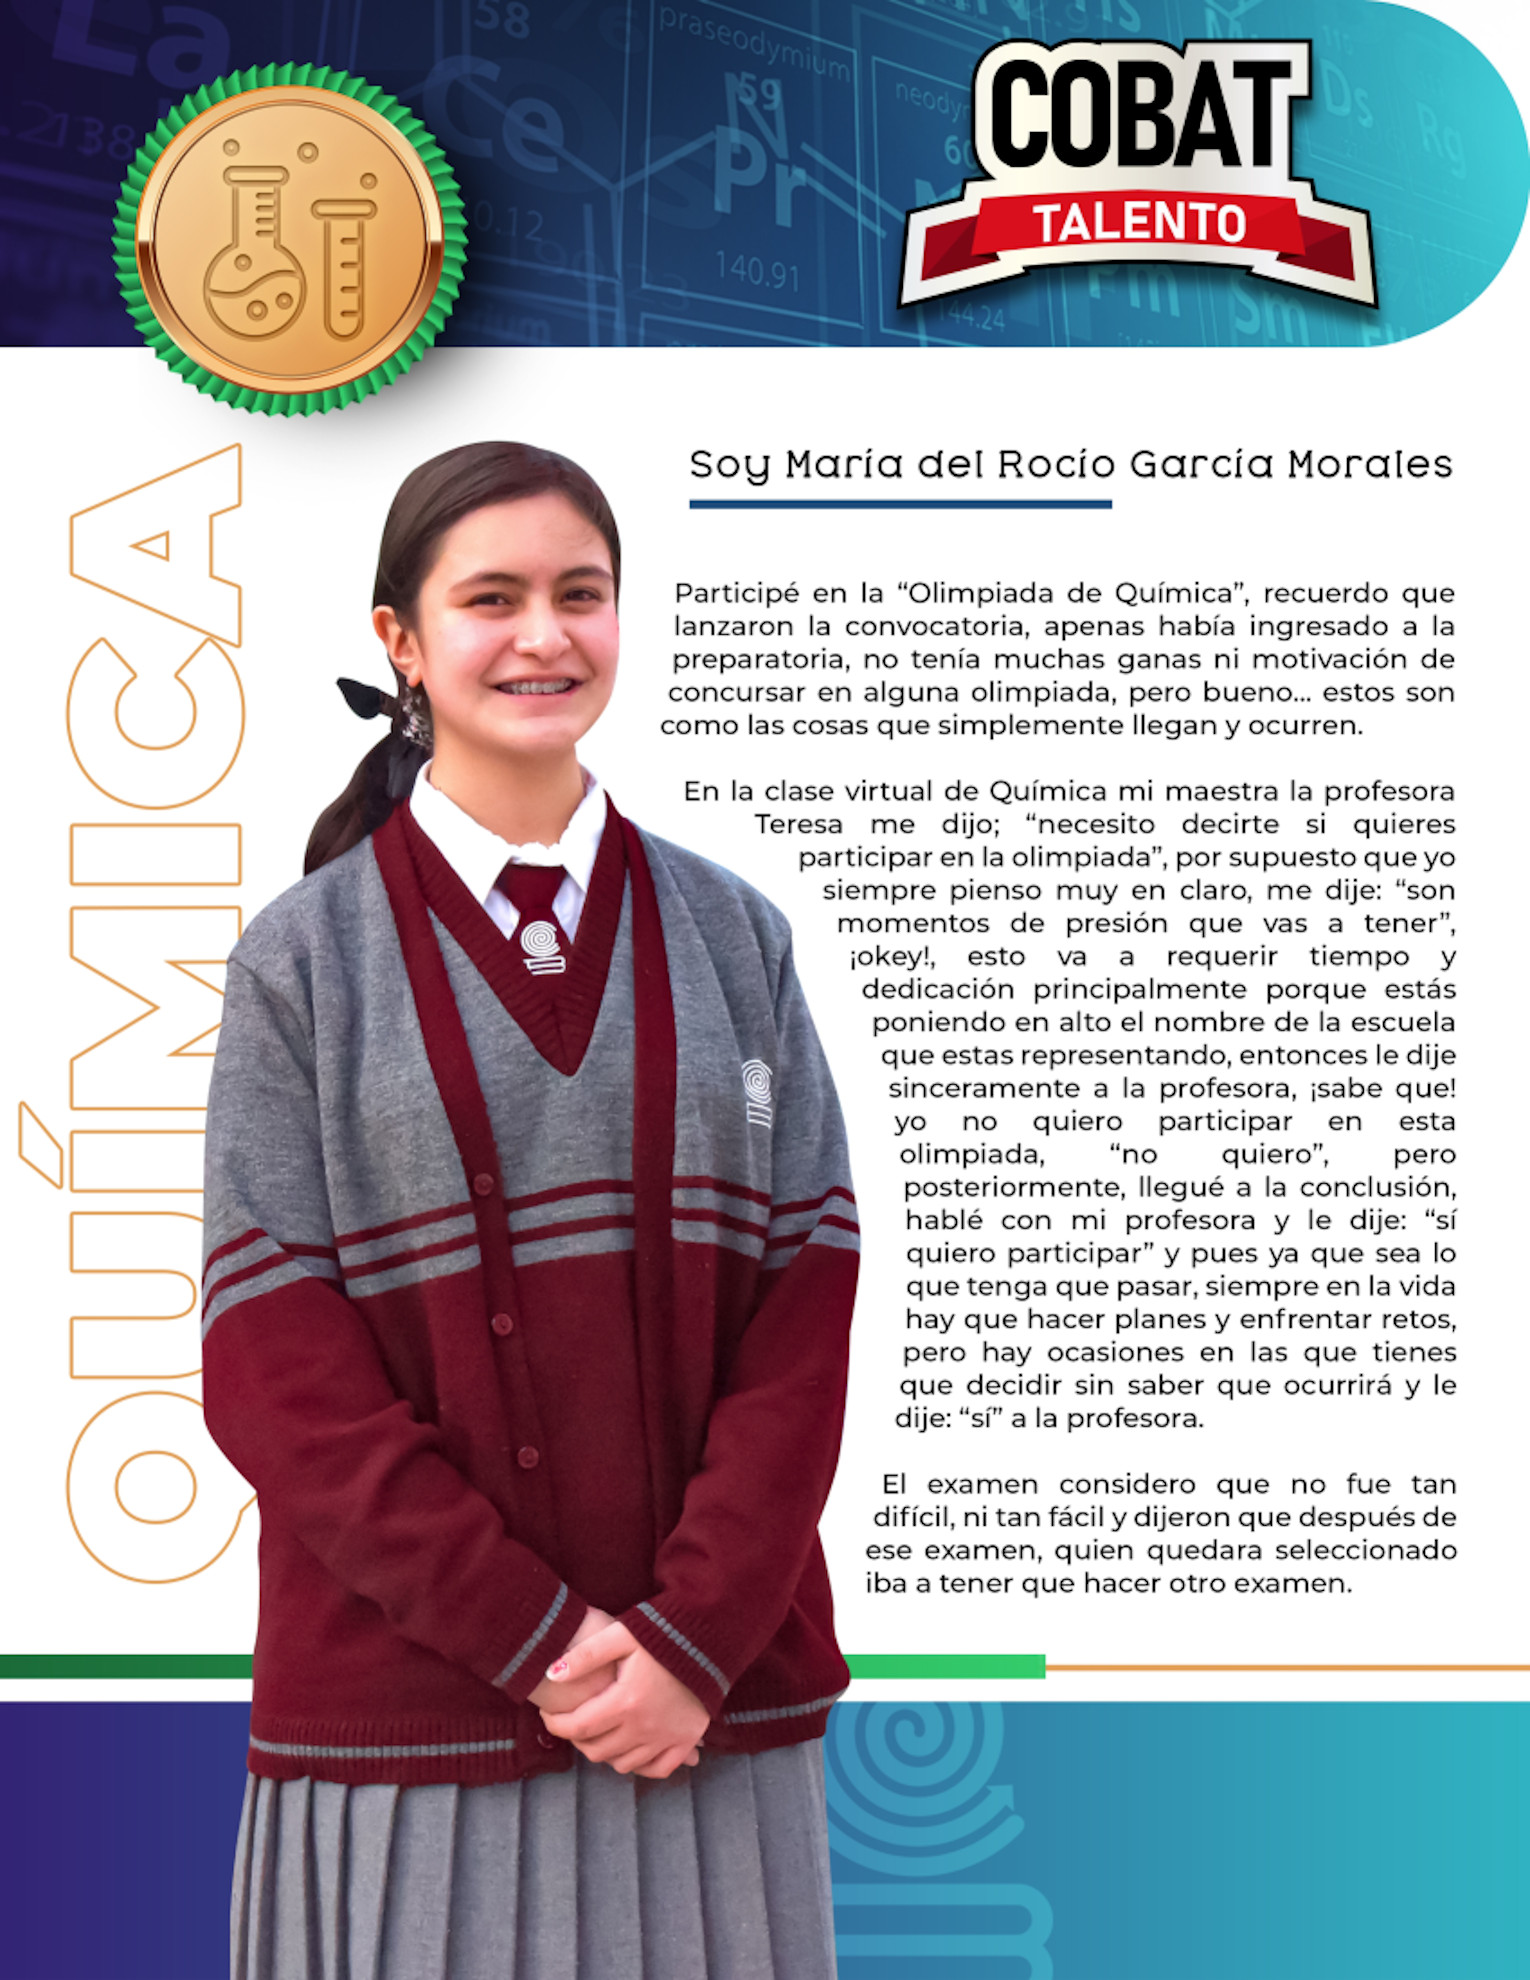 La
58
Ce
praseodymium
59
Pr
140.91
144.24
Ds
Rg
Fm
Sm
COBAT
TALENTO
QUÍMICA
Soy María del Rocío García Morales
Participé en la “Olimpiada de Química”, recuerdo que
lanzaron la convocatoria, apenas había ingresado a la
preparatoria, no tenía muchas ganas ni motivación de
concursar en alguna olimpiada, pero bueno... estos son
como las cosas que simplemente llegan y ocurren.
En la clase virtual de Química mi maestra la profesora
Teresa me dijo; “necesito decirte si quieres
participar en la olimpiada”, por supuesto que yo
siempre pienso muy en claro, me dije: “son
momentos de presión que vas a tener”,
¡okey!, esto va a requerir tiempo y
dedicación principalmente porque estás
poniendo en alto el nombre de la escuela
que estas representando, entonces le dije
sinceramente a la profesora, ¡sabe que!
yo no quiero participar en esta
olimpiada, “no quiero”, pero
posteriormente, llegué a la conclusión,
hablé con mi profesora y le dije: “sí
quiero participar” y pues ya que sea lo
que tenga que pasar, siempre en la vida
hay que hacer planes y enfrentar retos,
pero hay ocasiones en las que tienes
que decidir sin saber que ocurrirá y le
dije: “sí” a la profesora.
El examen considero que no fue tan
difícil, ni tan fácil y dijeron que después de
ese examen, quien quedara seleccionado
iba a tener que hacer otro examen.